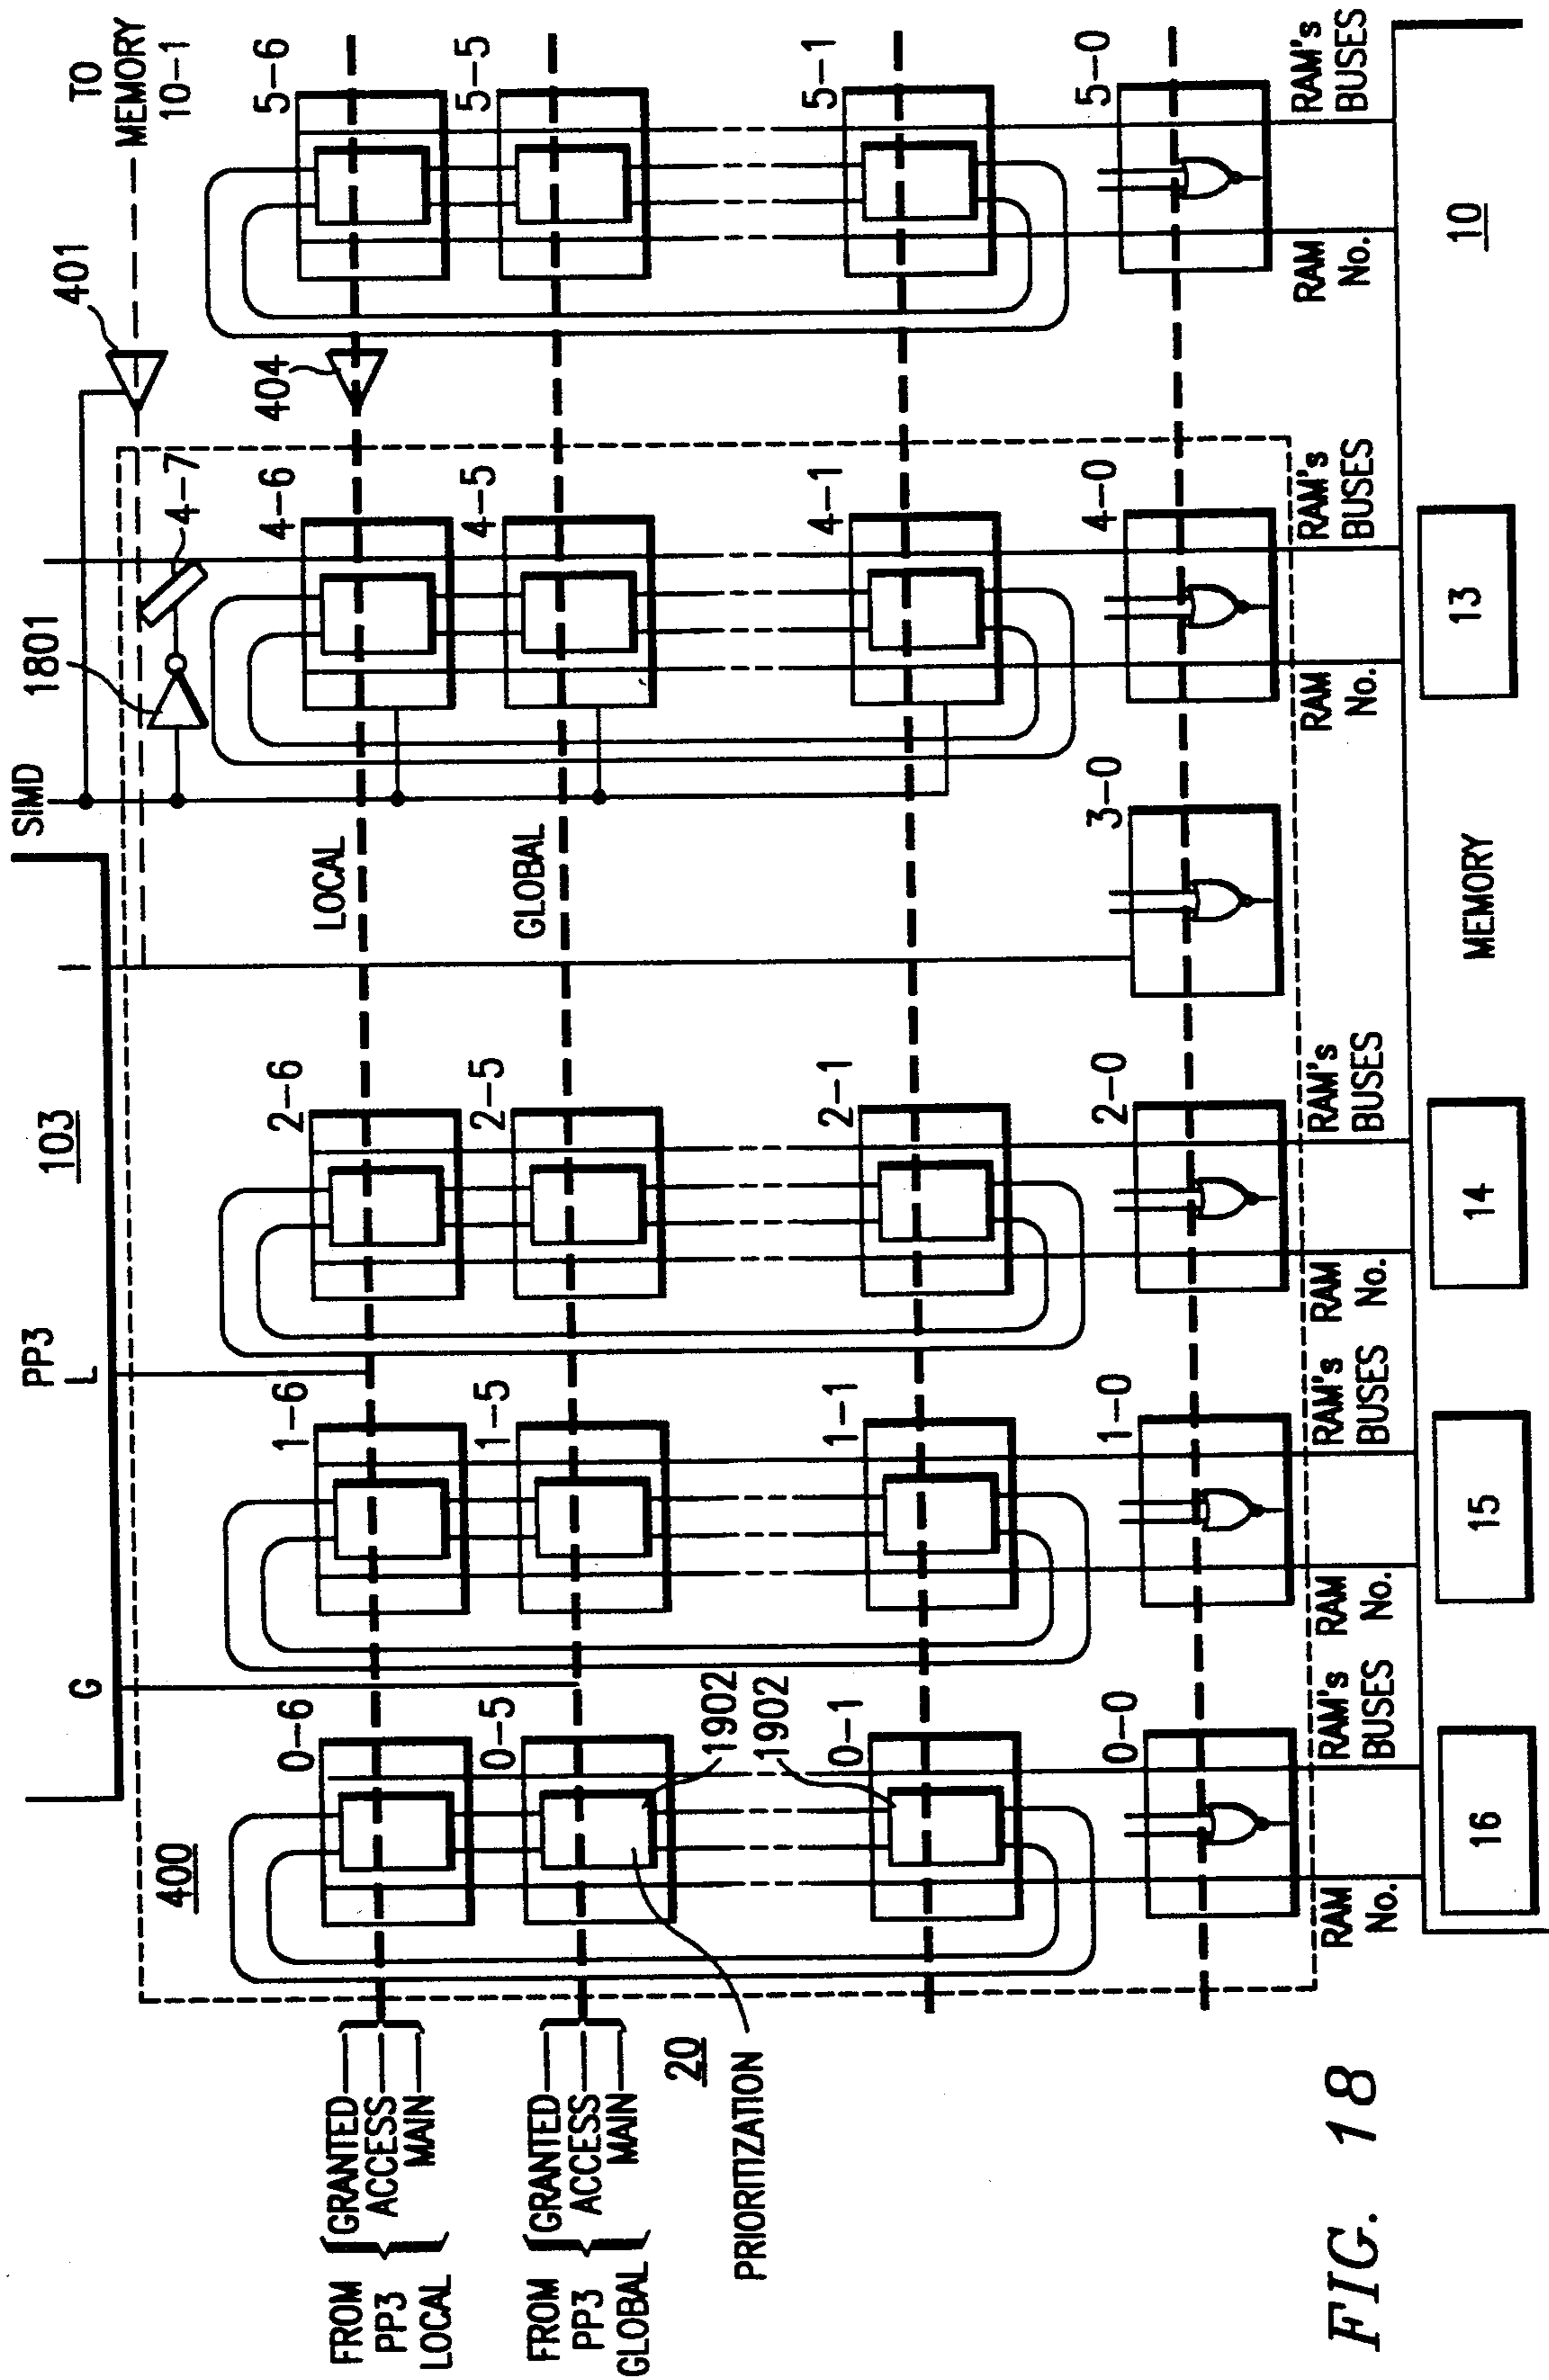 TO
MEMORY
10-1
401
SIMD
1801
4-7
103
PP3
G
L
I
400
404
0-6
1-6
2-6
LOCAL
4-6
5-6
0-5
1-5
2-5
GLOBAL
4-5
5-5
1902
1902
0-1
1-1
2-1
4-1
5-1
0-0
1-0
2-0
3-0
4-0
5-0
FROM
PP3
LOCAL
GRANTED
ACCESS
MAIN
FROM
PP3
GLOBAL
GRANTED
ACCESS
MAIN
20
PRIORITIZATION
RAM
No.
RAM's
BUSES
RAM
No.
RAM's
BUSES
RAM
No.
RAM's
BUSES
RAM
No.
RAM's
BUSES
RAM
No.
RAM's
BUSES
16
15
14
MEMORY
13
10
FIG. 18